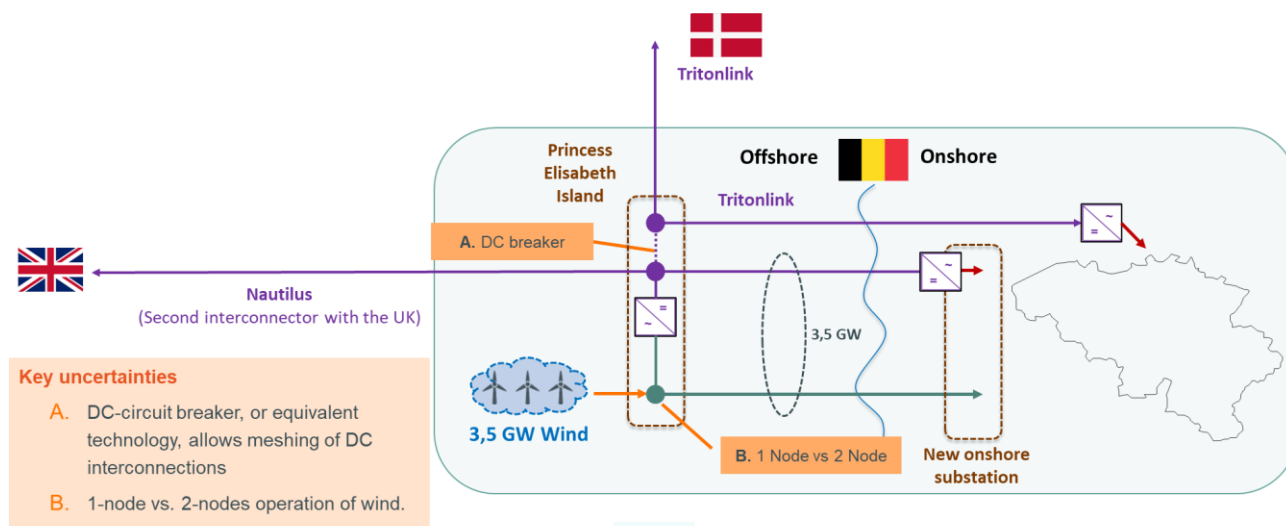 Tritonlink
Princess
Elisabeth
Island
Offshore
Onshore
Tritonlink
A. DC breaker
~
=
~
=
Nautilus
(Second interconnector with the UK)
=
~
3,5 GW
Key uncertainties
A. DC-circuit breaker, or equivalent
technology, allows meshing of DC
interconnections
B. 1-node vs. 2-nodes operation of wind.
3,5 GW Wind
B. 1 Node vs 2 Node
New onshore
substation